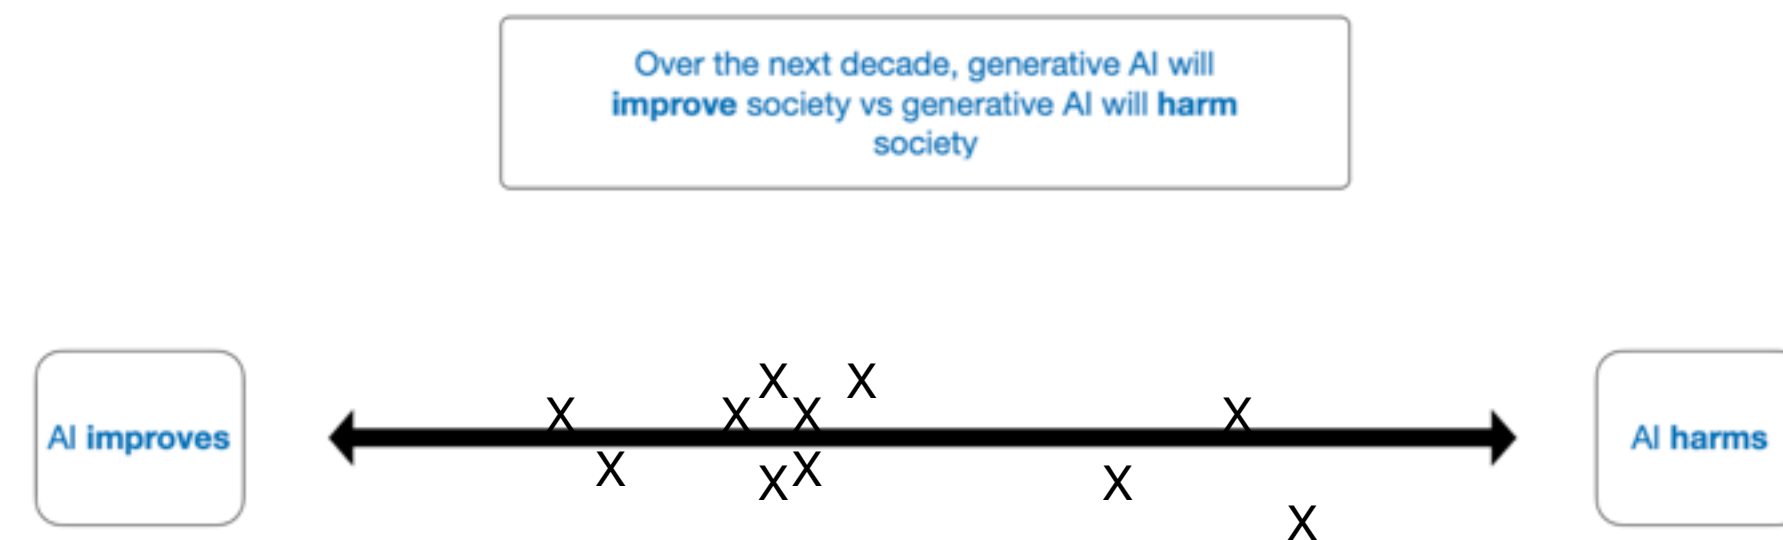 Over the next decade, generative AI will
improve society vs generative AI will harm
society
X X
X X X X
AI improves
AI harms
X X X X
X
X